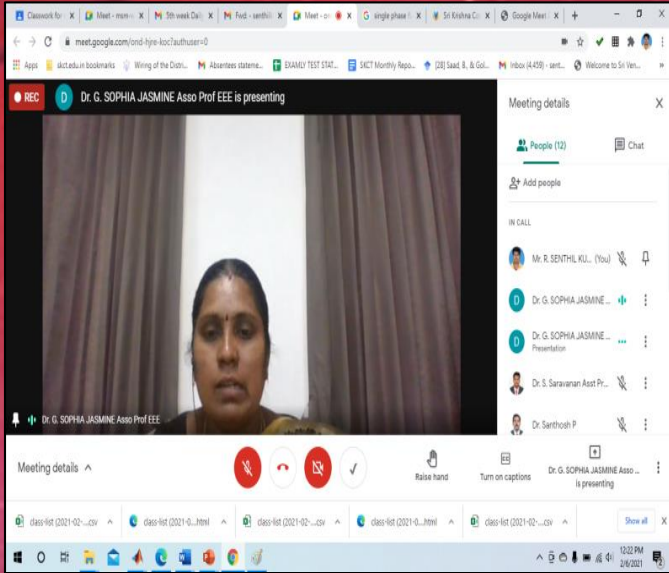 Classwork for
Meet - msm-v
5th week Daily
Fwd: - senthilk
Meet - on
single phase t
Sri Krishna Co
Google Meet
meet.google.com/ond-hjre-koc?authuser=0
Apps
skct.edu.in bookmarks
Wiring of the Distri...
Absentees stateme...
EXAMLY TEST STAT...
SKCT Monthly Repo...
[28] Saad, B., & Gol...
Inbox (4,459) - sent...
Welcome to Sri Ven...
REC
D
Dr. G. SOPHIA JASMINE Asso Prof EEE is presenting
Dr. G. SOPHIA JASMINE Asso Prof EEE
Meeting details
People (12)
Chat
Add people
IN CALL
Mr. R. SENTHIL KU... (You)
D
Dr. G. SOPHIA JASMINE ...
D
Dr. G. SOPHIA JASMINE ...
Presentation
Dr. S. Saravanan Asst Pr...
Dr. Santhosh P
Meeting details
Raise hand
Turn on captions
Dr. G. SOPHIA JASMINE Asso ...
is presenting
class-list (2021-02-....csv
class-list (2021-0....html
class-list (2021-02-....csv
class-list (2021-0....html
class-list (2021-02-....csv
Show all
12:22 PM
2/6/2021